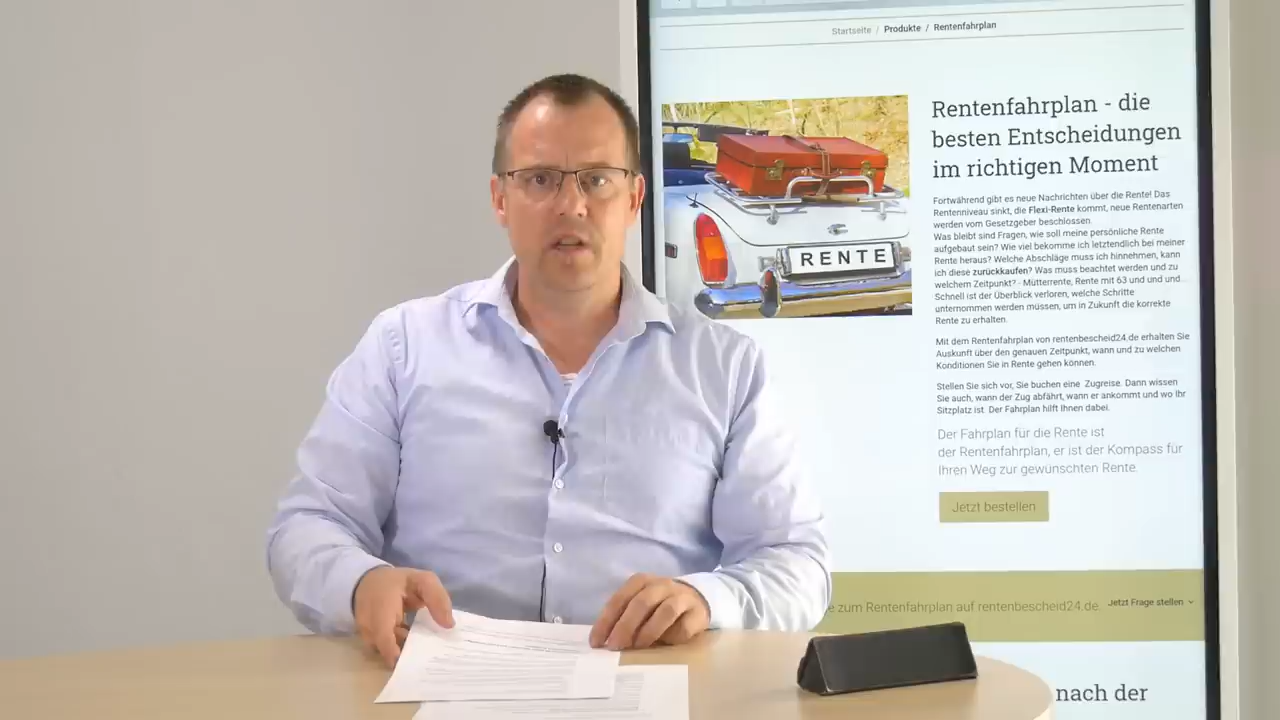 Startseite / Produkte / Rentenfahrplan
Rentenfahrplan - die
besten Entscheidungen
im richtigen Moment
RENTE
Fortwährend gibt es neue Nachrichten über die Rente! Das
Rentenniveau sinkt, die Flexi-Rente kommt, neue Rentenarten
werden vom Gesetzgeber beschlossen.
Was bleibt sind Fragen, wie soll meine persönliche Rente
aufgebaut sein? Wie viel bekomme ich letztendlich bei meiner
Rente heraus? Welche Abschläge muss ich hinnehmen, kann
ich diese zurückkaufen? Was muss beachtet werden und zu
welchem Zeitpunkt? - Mütterrente, Rente mit 63 und und und...
Schnell ist der Überblick verloren, welche Schritte
unternommen werden müssen, um in Zukunft die korrekte
Rente zu erhalten.
Mit dem Rentenfahrplan von rentenbescheid24.de erhalten Sie
Auskunft über den genauen Zeitpunkt, wann und zu welchen
Konditionen Sie in Rente gehen können.
Stellen Sie sich vor, Sie buchen eine Zugreise. Dann wissen
Sie auch, wann der Zug abfährt, wann er ankommt und wo Ihr
Sitzplatz ist. Der Fahrplan hilft Ihnen dabei.
Der Fahrplan für die Rente ist
der Rentenfahrplan, er ist der Kompass für
Ihren Weg zur gewünschten Rente.
Jetzt bestellen
e zum Rentenfahrplan auf rentenbescheid24.de.
Jetzt Frage stellen
nach der